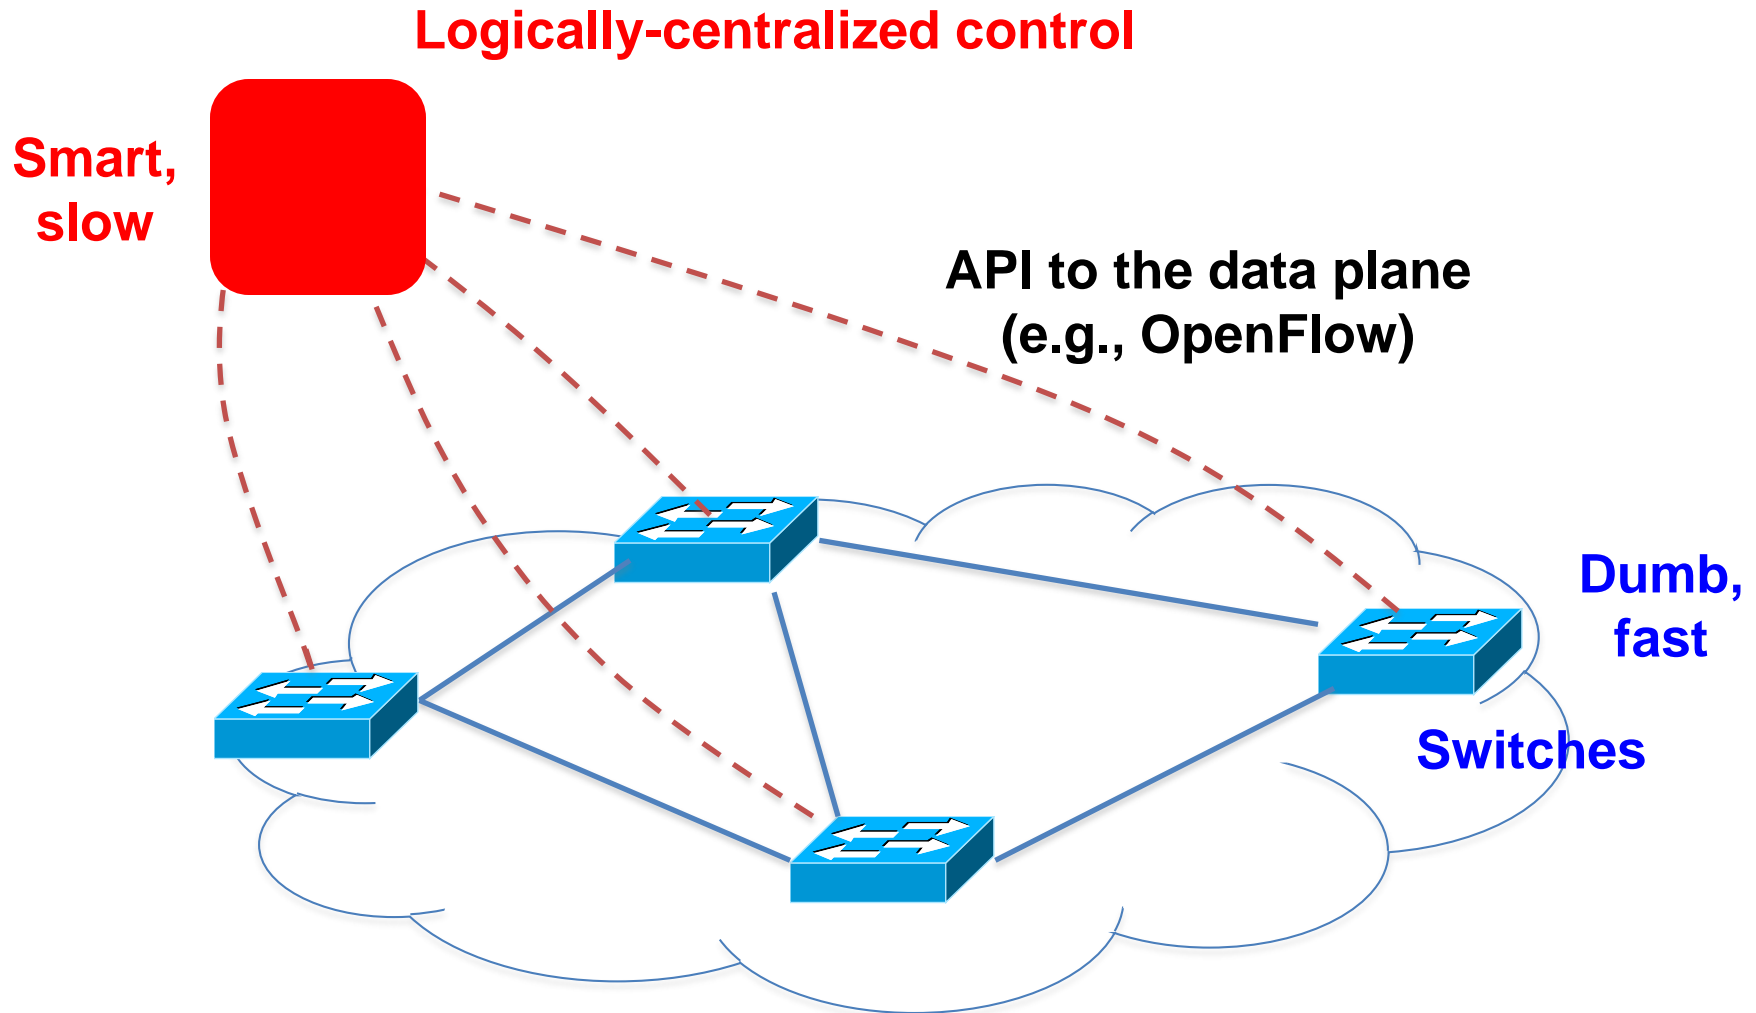 Logically-centralized control
Smart,
slow
API to the data plane
(e.g., OpenFlow)
Dumb,
fast
Switches